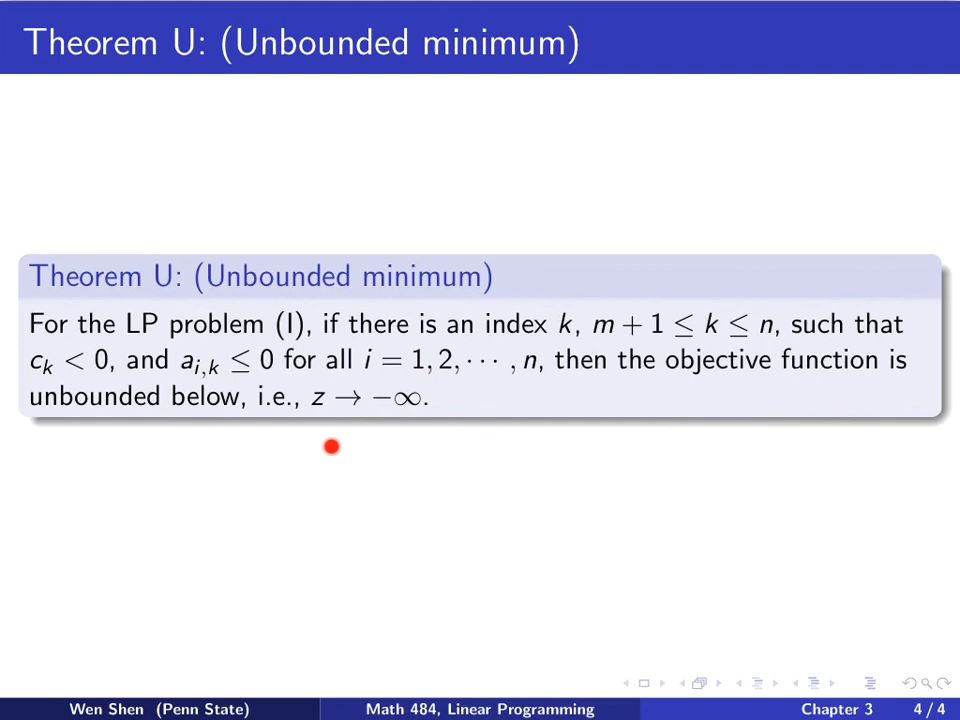 Theorem U: (Unbounded minimum)
Theorem U: (Unbounded minimum)
For the LP problem (I), if there is an index k, m + 1 ≤ k ≤ n, such that
c_k < 0, and a_{i,k} ≤ 0 for all i = 1, 2, ⋯ , n, then the objective function is
unbounded below, i.e., z → −∞.
Wen Shen (Penn State)
Math 484, Linear Programming
Chapter 3
4 / 4